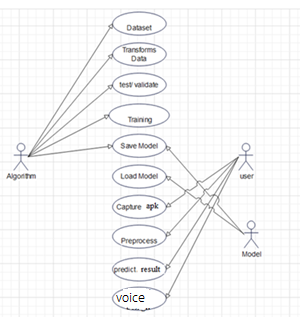 Dataset
Transforms
Data
test/ validate
Training
Save Model
Algorithm
Load Model
user
Capture apk
Preprocess
Model
predict. result
voice